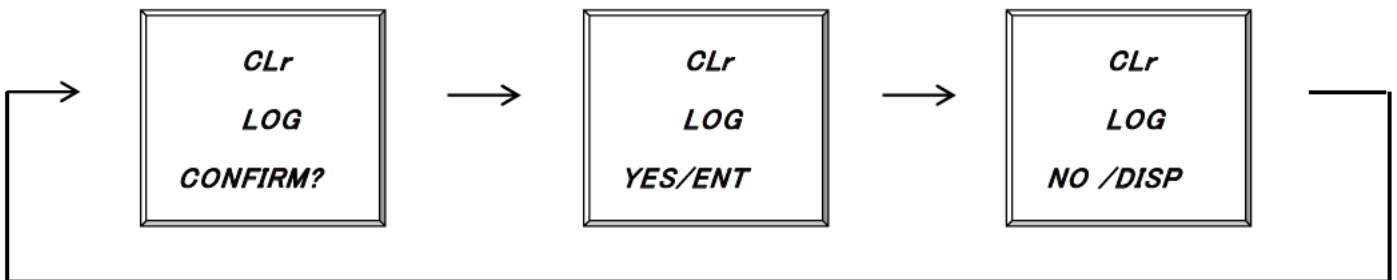 CLr
LOG
CONFIRM?
CLr
LOG
YES/ENT
CLr
LOG
NO /DISP